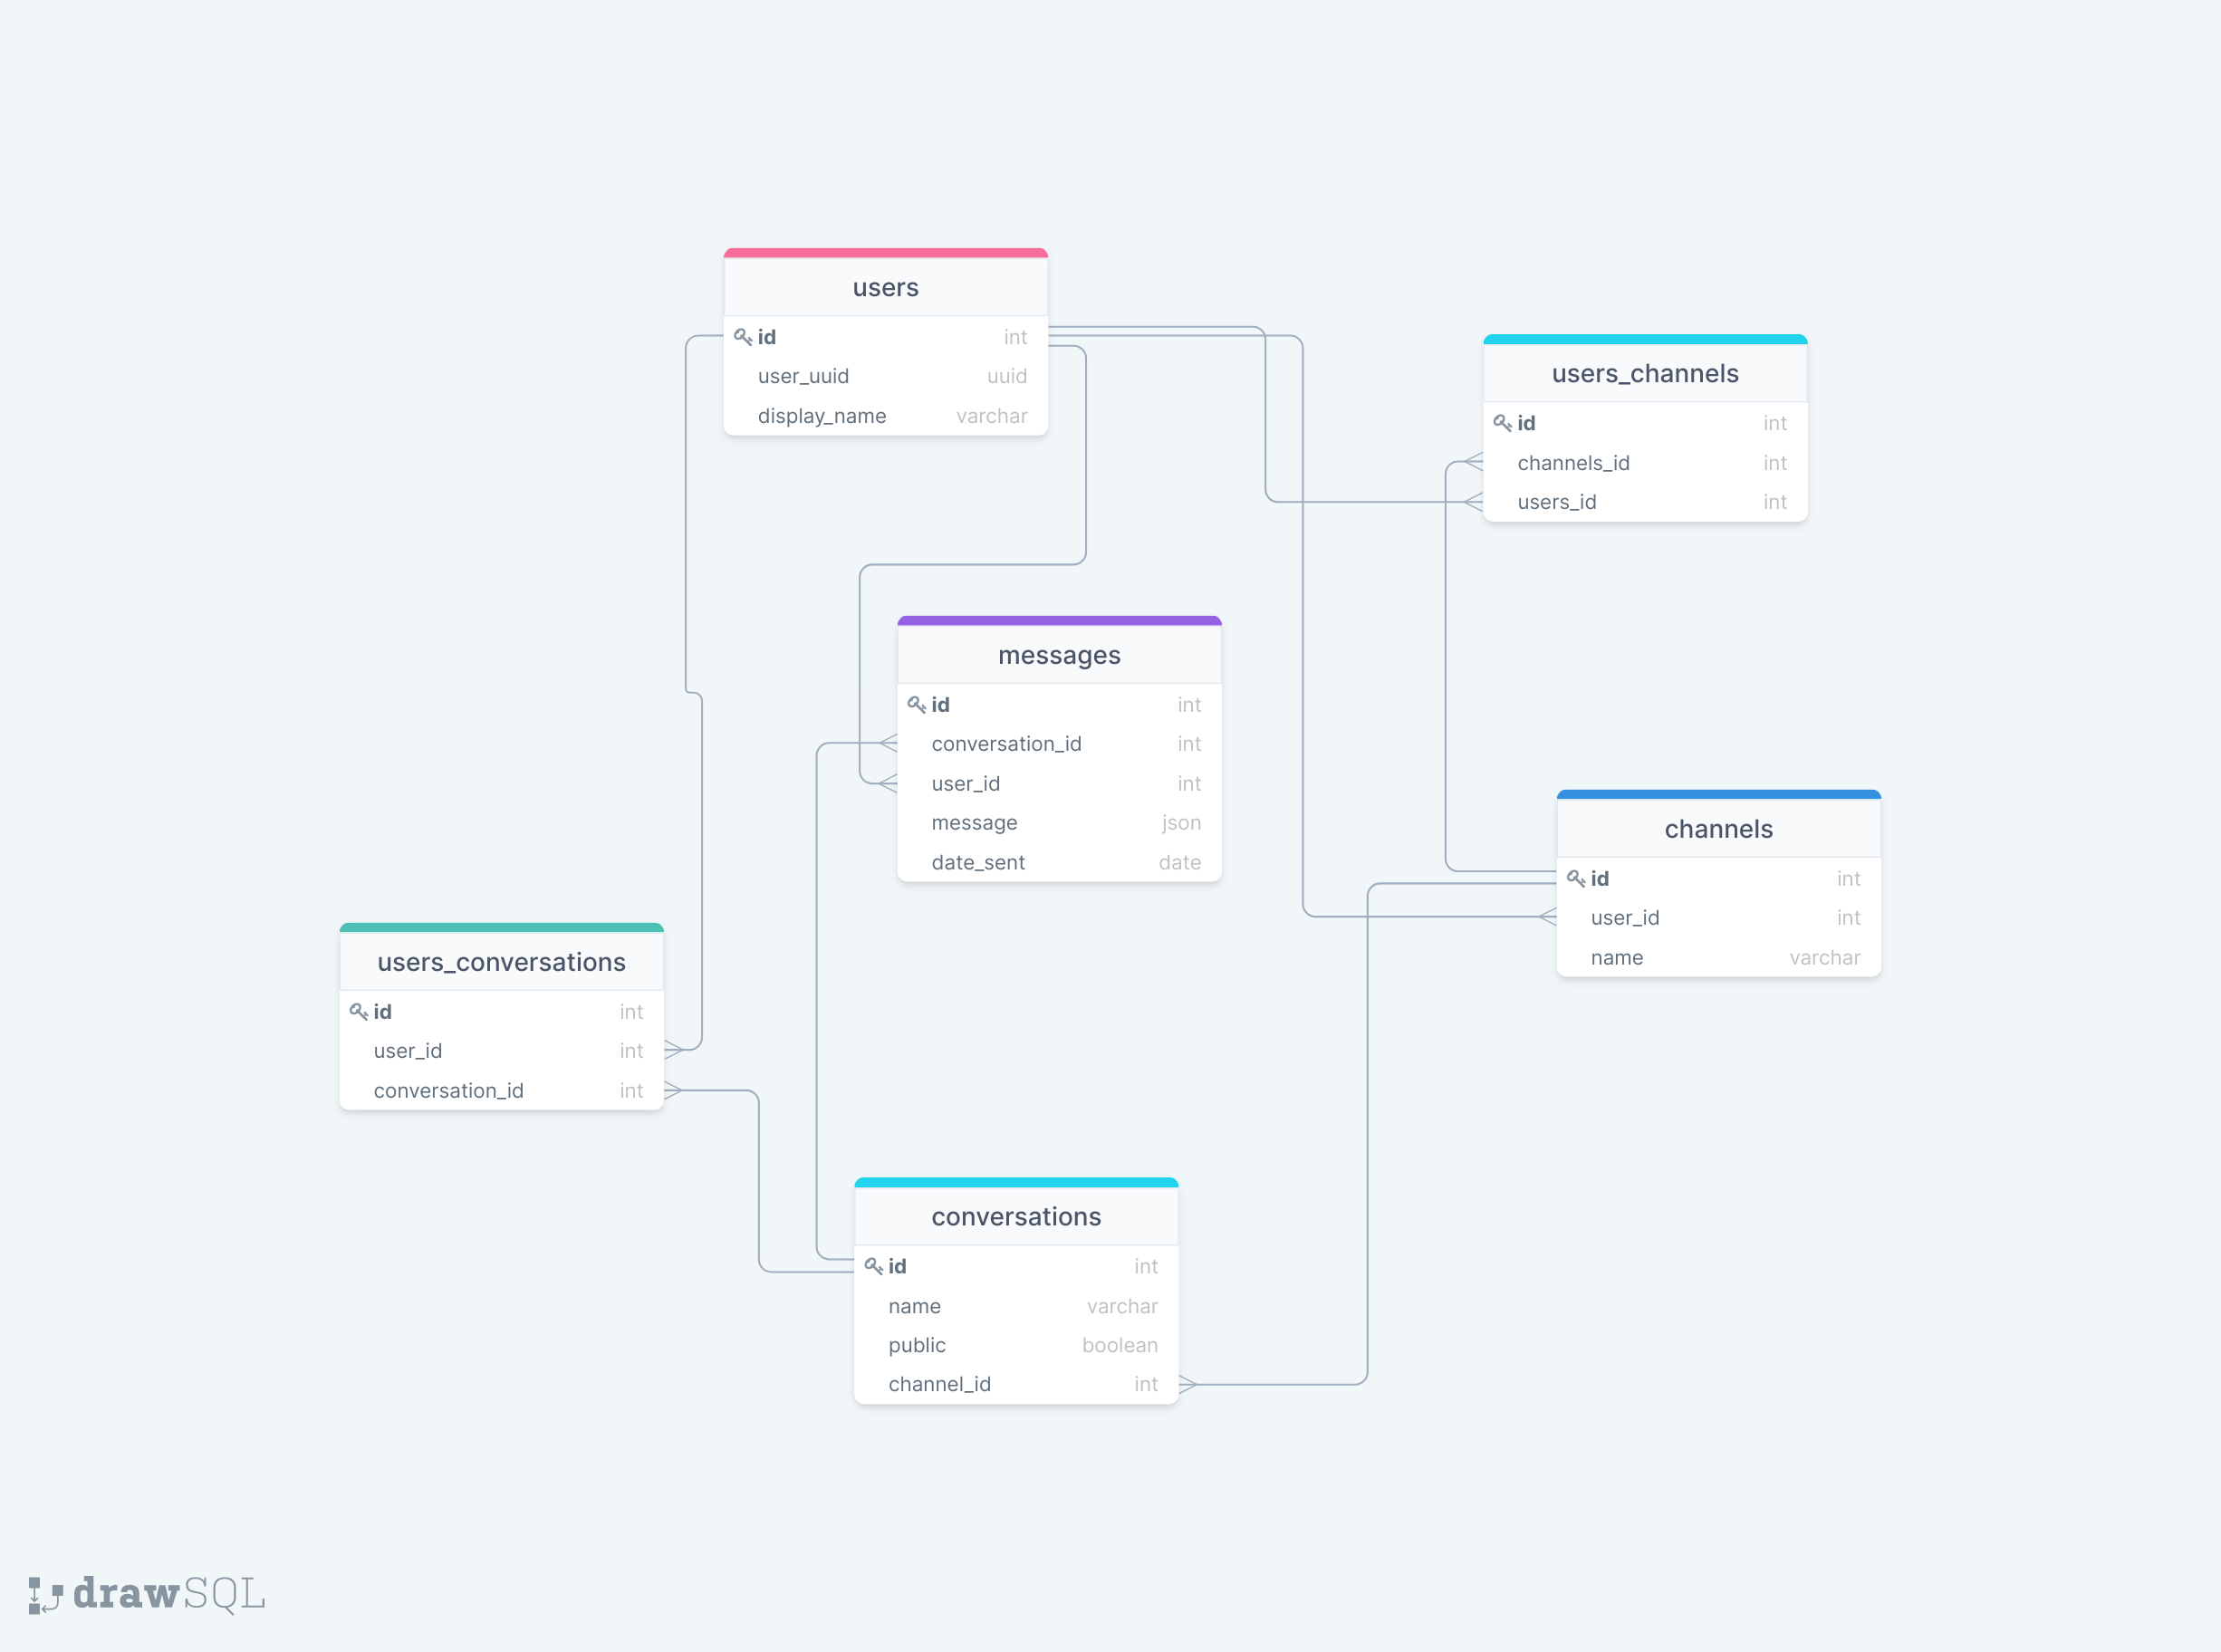 users
id int
user_uuid uuid
display_name varchar
users_channels
id int
channels_id int
users_id int
messages
id int
conversation_id int
user_id int
message json
date_sent date
channels
id int
user_id int
name varchar
users_conversations
id int
user_id int
conversation_id int
conversations
id int
name varchar
public boolean
channel_id int
drawSQL